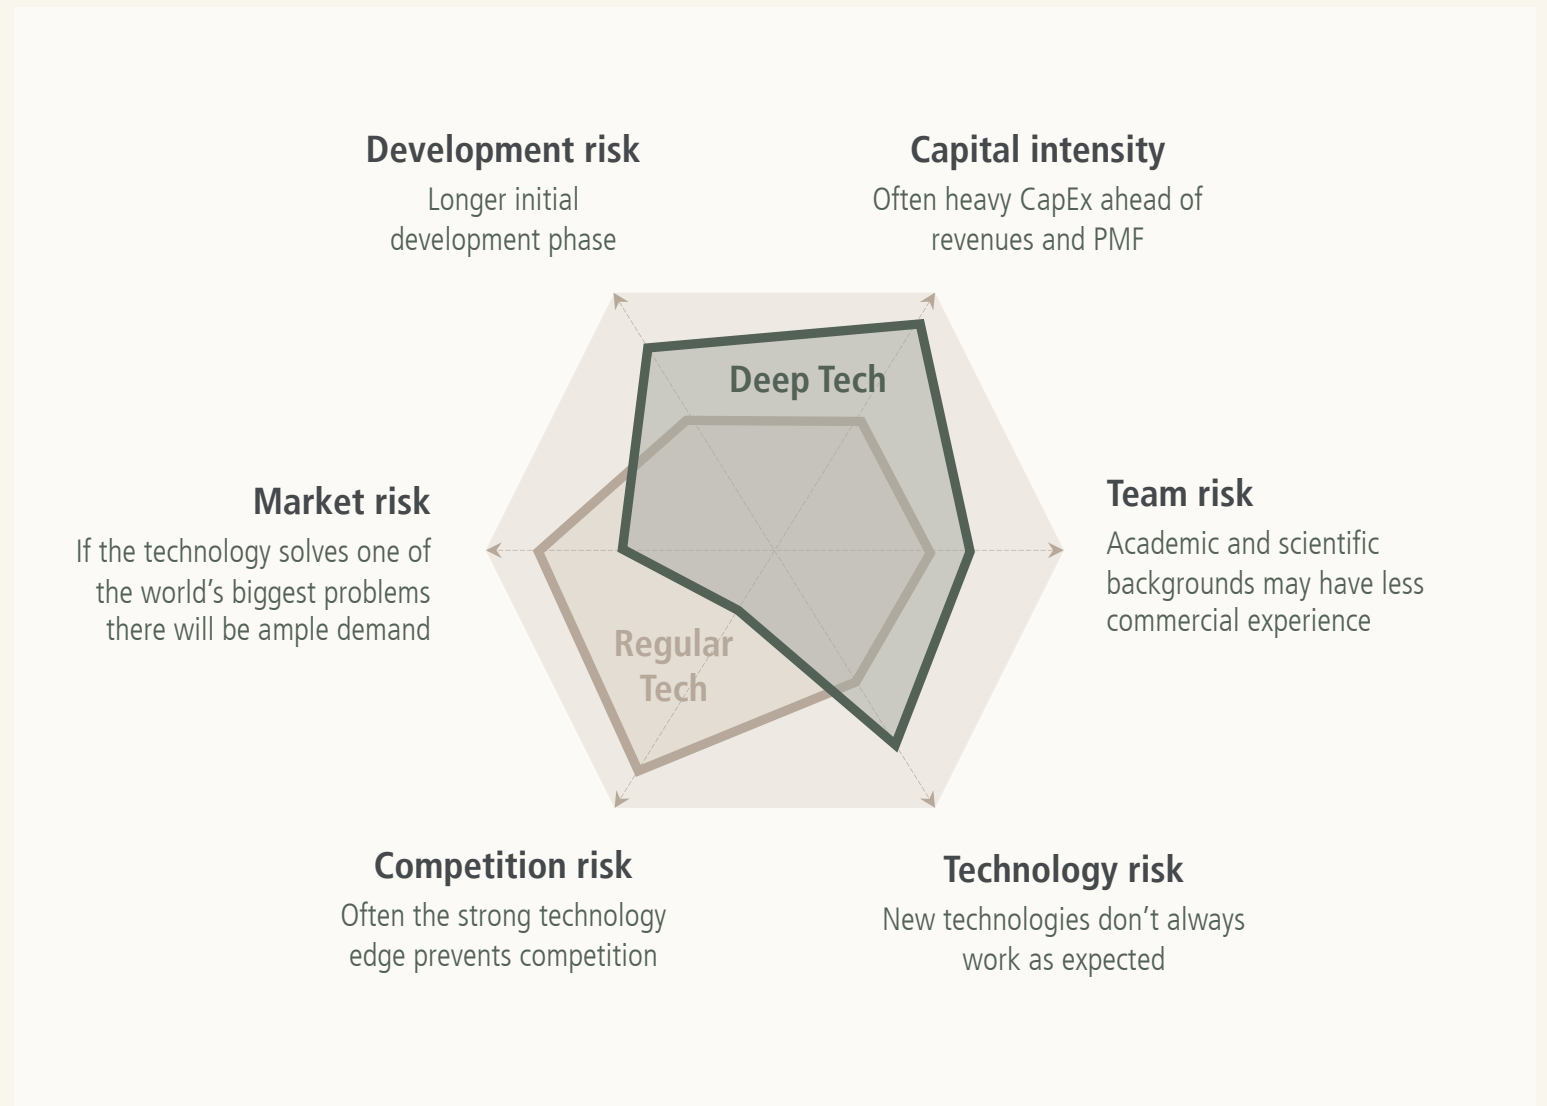 Development risk
Longer initial
development phase
Capital intensity
Often heavy CapEx ahead of
revenues and PMF
Deep Tech
Market risk
If the technology solves one of
the world’s biggest problems
there will be ample demand
Team risk
Academic and scientific
backgrounds may have less
commercial experience
Regular
Tech
Competition risk
Often the strong technology
edge prevents competition
Technology risk
New technologies don’t always
work as expected